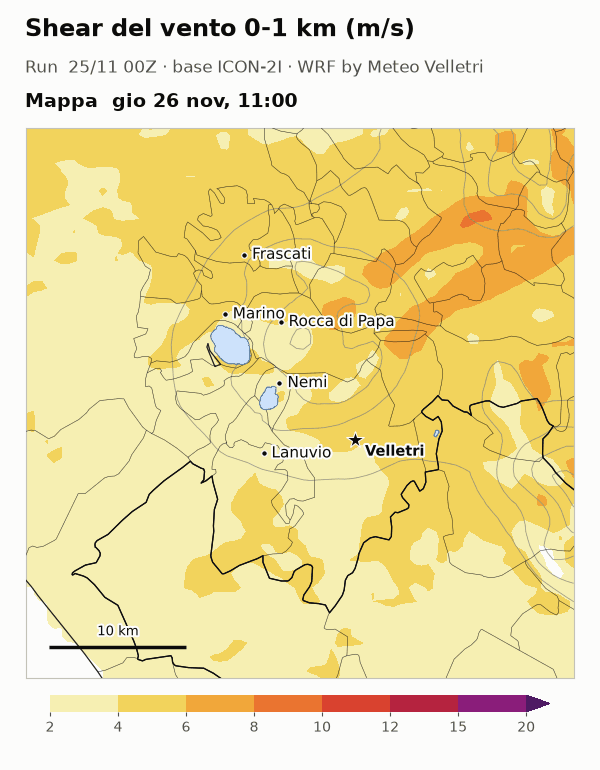 Shear del vento 0-1 km (m/s)
Run  25/11 00Z · base ICON-2I · WRF by Meteo Velletri
Mappa  gio 26 nov, 11:00
Frascati
Marino
Rocca di Papa
Nemi
Velletri
Lanuvio
10 km
2 4 6 8 10 12 15 20